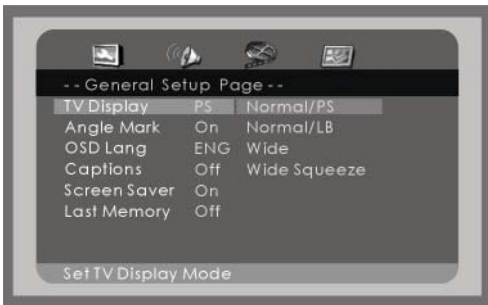 -- General Setup Page --
TV Display PS Normal/PS
Angle Mark On Normal/LB
OSD Lang ENG Wide
Captions Off Wide Squeeze
Screen Saver On
Last Memory Off
Set TV Display Mode